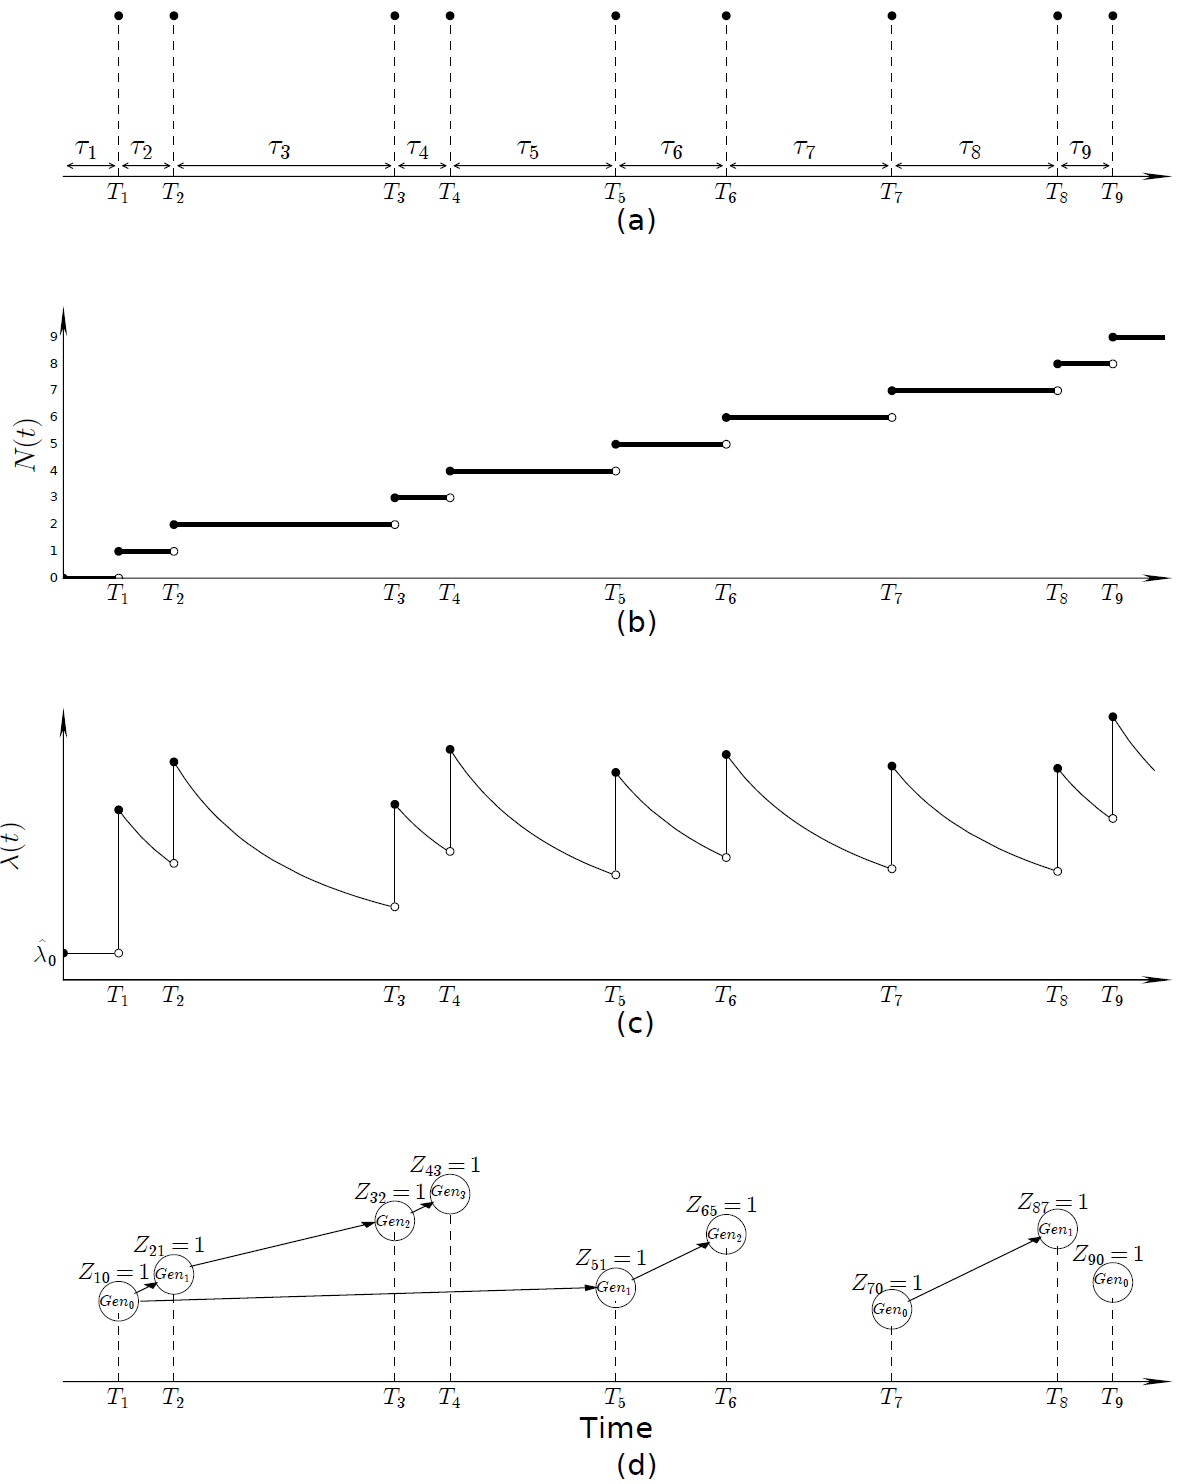 τ₁ τ₂ τ₃ τ₄ τ₅ τ₆ τ₇ τ₈ τ₉
T₁ T₂ T₃ T₄ T₅ T₆ T₇ T₈ T₉
(a)
N(t)
9
8
7
6
5
4
3
2
1
0
T₁ T₂ T₃ T₄ T₅ T₆ T₇ T₈ T₉
(b)
λ(t)
λ̂₀
T₁ T₂ T₃ T₄ T₅ T₆ T₇ T₈ T₉
(c)
Z₁₀ = 1
Gen₀
Z₂₁ = 1
Gen₁
Z₃₂ = 1
Gen₂
Z₄₃ = 1
Gen₃
Z₅₁ = 1
Gen₁
Z₆₅ = 1
Gen₂
Z₇₀ = 1
Gen₀
Z₈₇ = 1
Gen₁
Z₉₀ = 1
Gen₀
T₁ T₂ T₃ T₄ T₅ T₆ T₇ T₈ T₉
Time
(d)